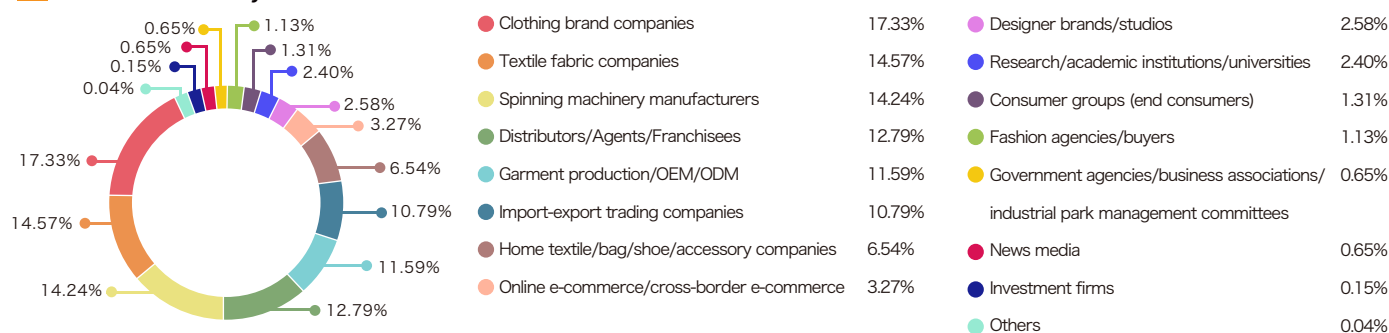 0.65%
1.13%
0.65%
1.31%
0.15%
2.40%
0.04%
2.58%
3.27%
17.33%
6.54%
14.57%
10.79%
11.59%
14.24%
12.79%
Clothing brand companies 17.33%
Textile fabric companies 14.57%
Spinning machinery manufacturers 14.24%
Distributors/Agents/Franchisees 12.79%
Garment production/OEM/ODM 11.59%
Import-export trading companies 10.79%
Home textile/bag/shoe/accessory companies 6.54%
Online e-commerce/cross-border e-commerce 3.27%
Designer brands/studios 2.58%
Research/academic institutions/universities 2.40%
Consumer groups (end consumers) 1.31%
Fashion agencies/buyers 1.13%
Government agencies/business associations/ 0.65%
industrial park management committees
News media 0.65%
Investment firms 0.15%
Others 0.04%